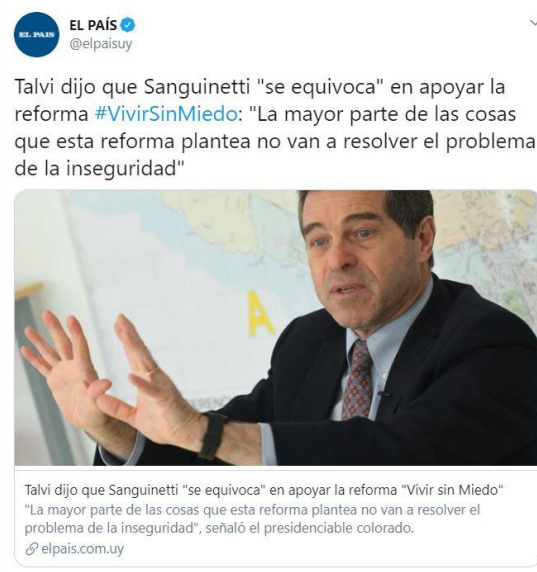 EL PAIS
EL PAÍS
@elpaisuy
Talvi dijo que Sanguinetti "se equivoca" en apoyar la
reforma #VivirSinMiedo: "La mayor parte de las cosas
que esta reforma plantea no van a resolver el problema
de la inseguridad"
A
Talvi dijo que Sanguinetti "se equivoca" en apoyar la reforma "Vivir sin Miedo"
"La mayor parte de las cosas que esta reforma plantea no van a resolver el
problema de la inseguridad", señaló el presidenciable colorado.
elpais.com.uy